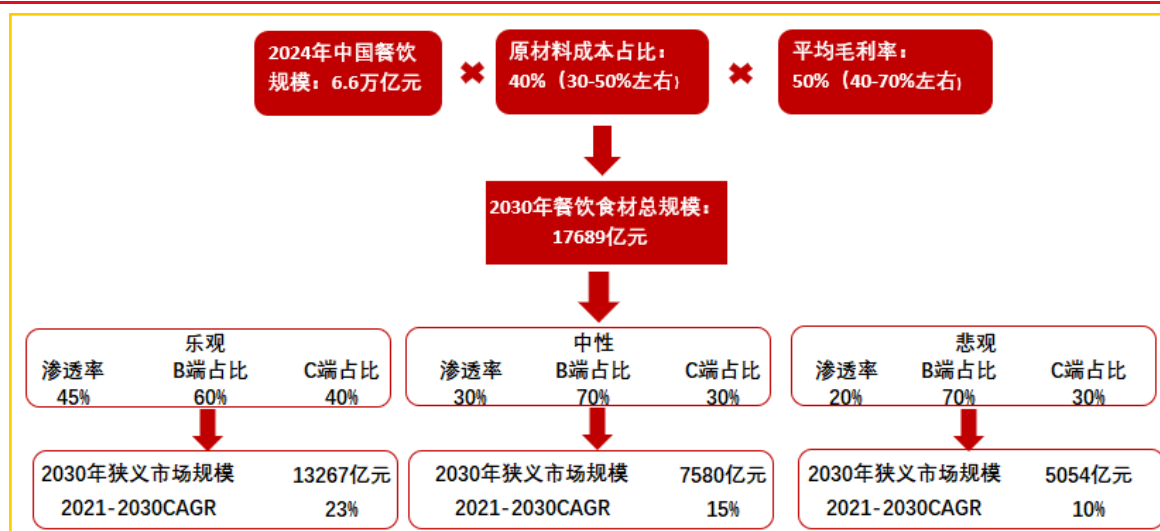 2024年中国餐饮
规模：6.6万亿元
✖
原材料成本占比：
40%（30-50%左右）
✖
平均毛利率：
50%（40-70%左右）
2030年餐饮食材总规模：
17689亿元
乐观
渗透率 B端占比 C端占比
45% 60% 40%
中性
渗透率 B端占比 C端占比
30% 70% 30%
悲观
渗透率 B端占比 C端占比
20% 70% 30%
2030年狭义市场规模 13267亿元
2021-2030CAGR 23%
2030年狭义市场规模 7580亿元
2021-2030CAGR 15%
2030年狭义市场规模 5054亿元
2021-2030CAGR 10%